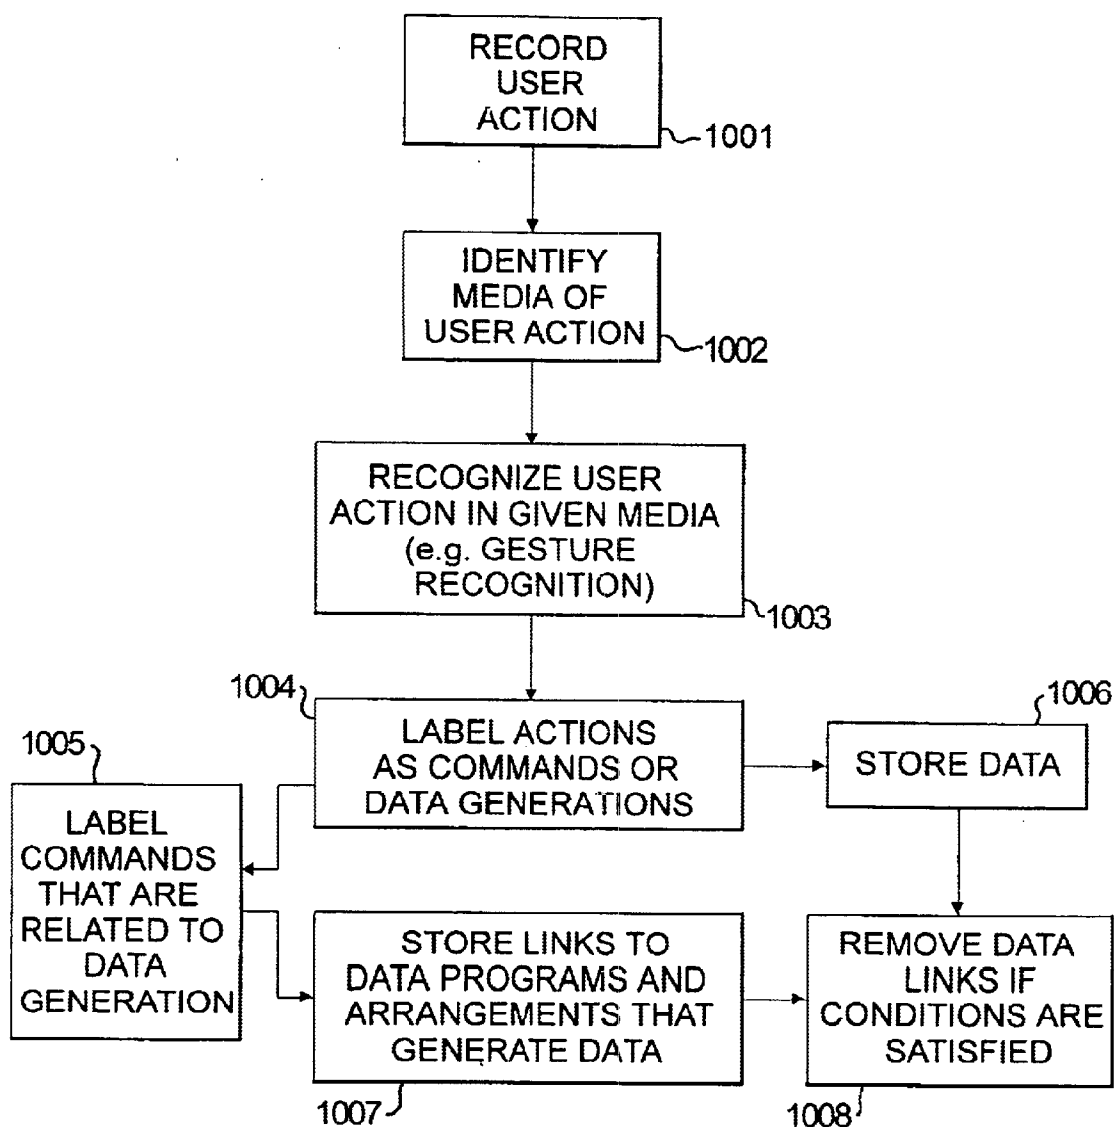 RECORD
USER
ACTION
1001
IDENTIFY
MEDIA OF
USER ACTION
1002
RECOGNIZE USER
ACTION IN GIVEN MEDIA
(e.g. GESTURE
RECOGNITION)
1003
1004
LABEL ACTIONS
AS COMMANDS OR
DATA GENERATIONS
1006
STORE DATA
1005
LABEL
COMMANDS
THAT ARE
RELATED TO
DATA
GENERATION
STORE LINKS TO
DATA PROGRAMS AND
ARRANGEMENTS THAT
GENERATE DATA
1007
REMOVE DATA
LINKS IF
CONDITIONS ARE
SATISFIED
1008